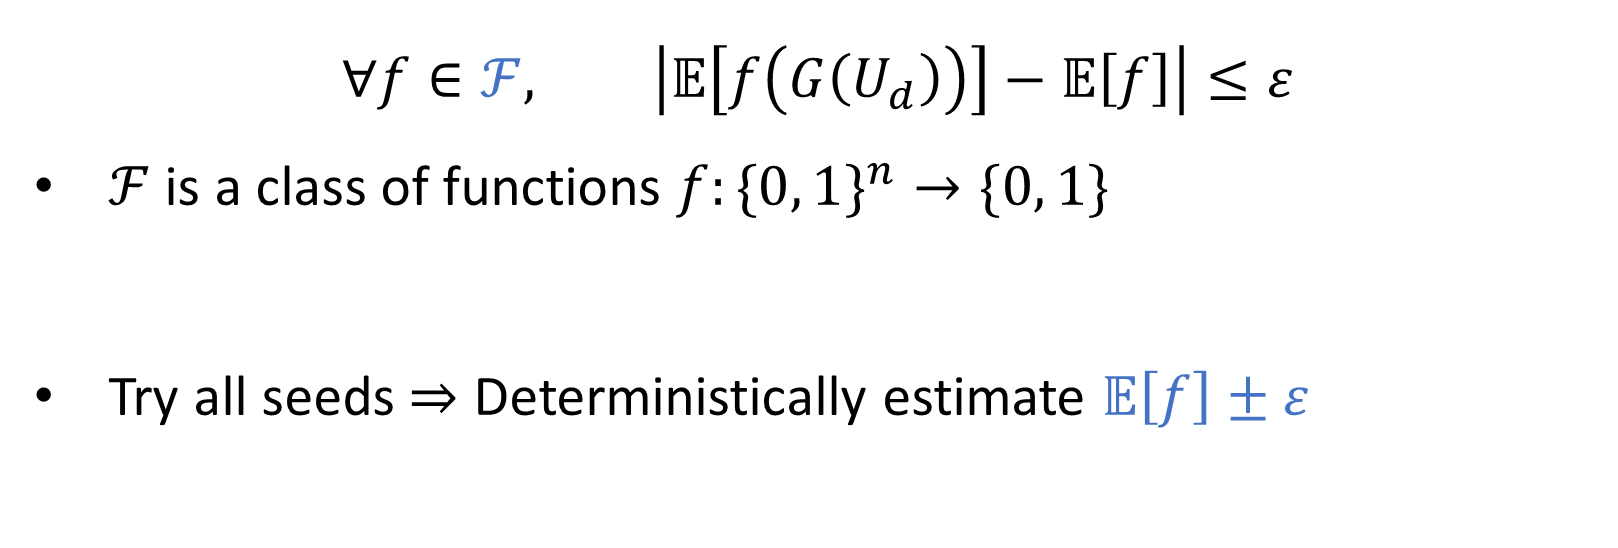 ∀f ∈ ℱ, |𝔼[f(G(U_d))] − 𝔼[f]| ≤ ε
• ℱ is a class of functions f: {0, 1}^n → {0, 1}
• Try all seeds ⇒ Deterministically estimate 𝔼[f] ± ε